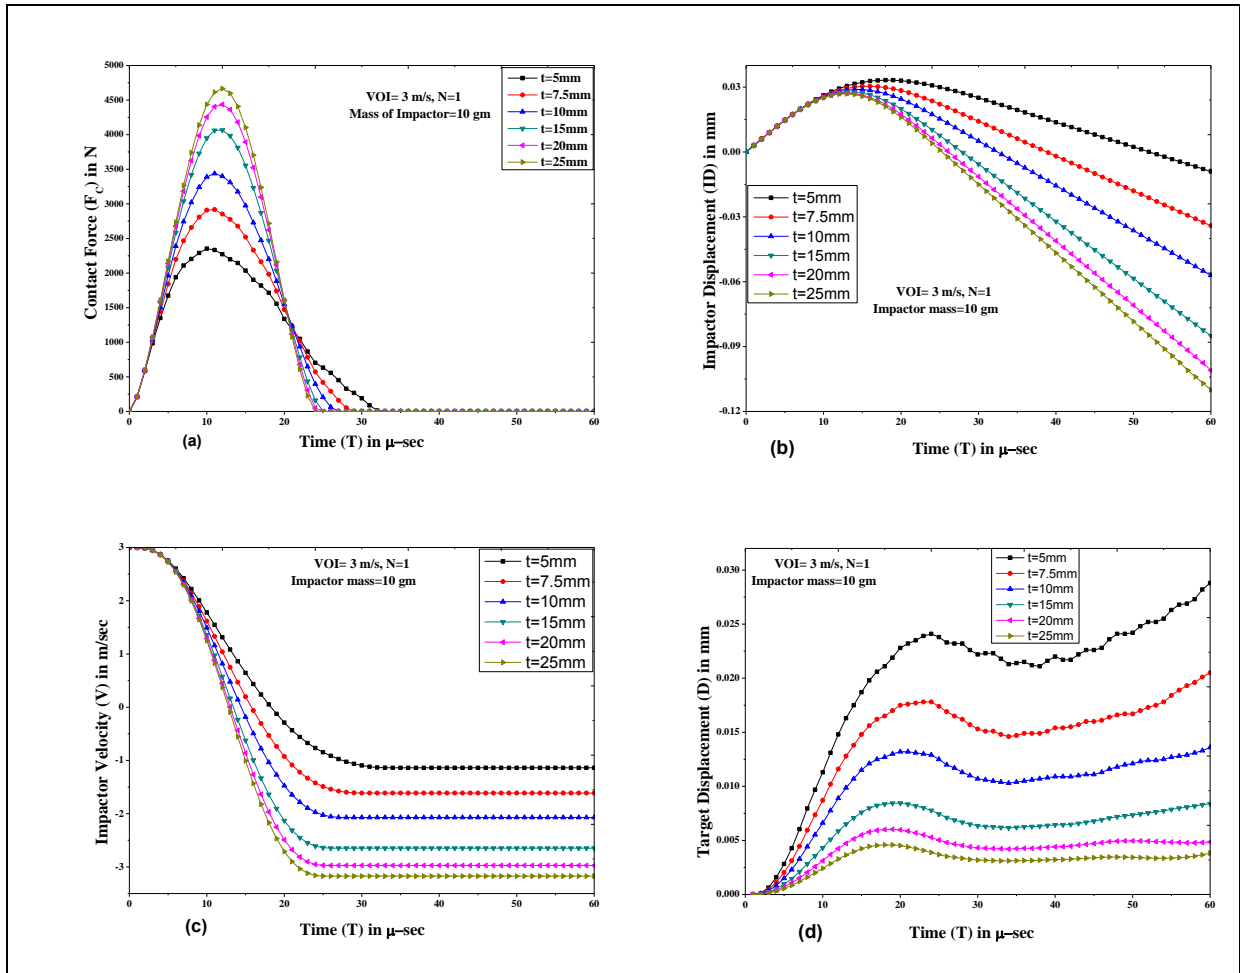 5000
4500
4000
3500
3000
2500
2000
1500
1000
500
0
Contact Force (F_C) in N
VOI= 3 m/s, N=1
Mass of Impactor=10 gm
t=5mm
t=7.5mm
t=10mm
t=15mm
t=20mm
t=25mm
0 10 20 30 40 50 60
(a)
Time (T) in μ−sec
0.03
0.00
-0.03
-0.06
-0.09
-0.12
Impactor Displacement (ID) in mm
t=5mm
t=7.5mm
t=10mm
t=15mm
t=20mm
t=25mm
VOI= 3 m/s, N=1
Impactor mass=10 gm
0 10 20 30 40 50 60
(b)
Time (T) in μ−sec
3
2
1
0
-1
-2
-3
Impactor Velocity (V) in m/sec
VOI= 3 m/s, N=1
Impactor mass=10 gm
t=5mm
t=7.5mm
t=10mm
t=15mm
t=20mm
t=25mm
0 10 20 30 40 50 60
(c)
Time (T) in μ−sec
0.030
0.025
0.020
0.015
0.010
0.005
0.000
Target Displacement (D) in mm
VOI= 3 m/s, N=1
Impactor mass=10 gm
t=5mm
t=7.5mm
t=10mm
t=15mm
t=20mm
t=25mm
0 10 20 30 40 50 60
(d)
Time (T) in μ−sec